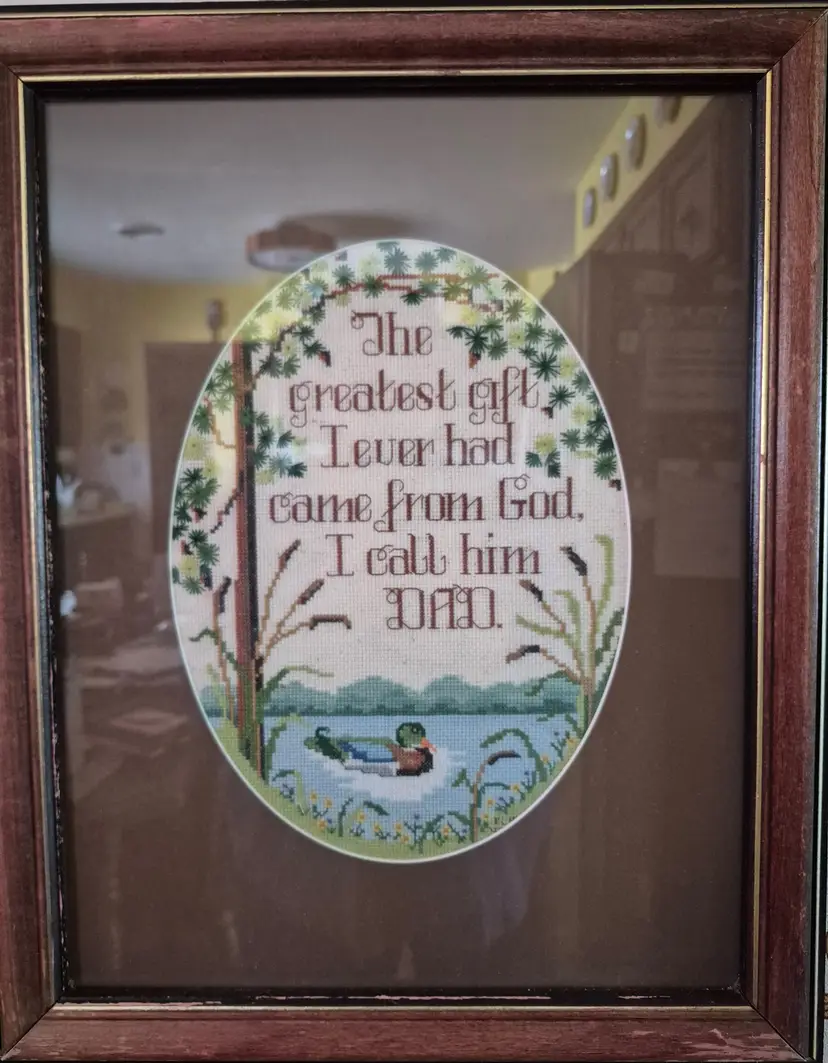 The
greatest gift
I ever had
came from God,
I call him
DAD.